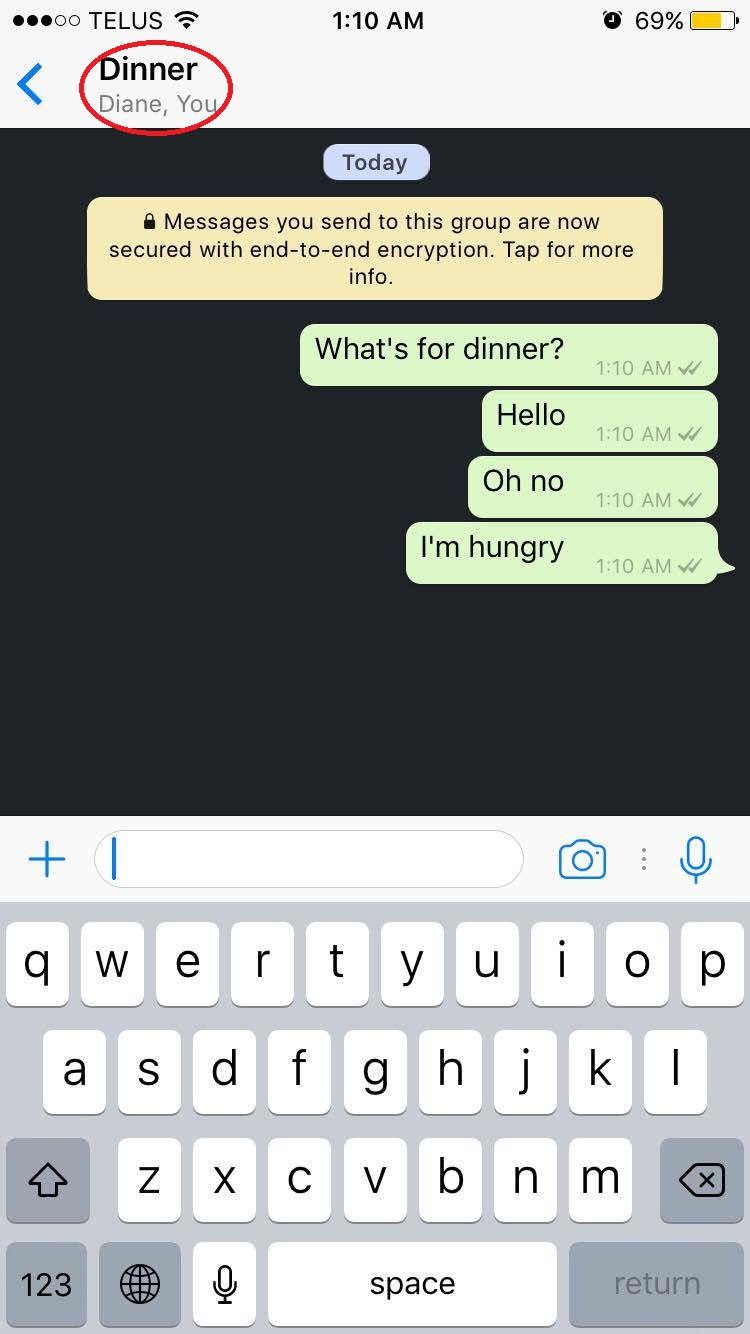 TELUS 1:10 AM 69%
Dinner
Diane, You
Today
Messages you send to this group are now
secured with end-to-end encryption. Tap for more
info.
What's for dinner?
1:10 AM
Hello
1:10 AM
Oh no
1:10 AM
I'm hungry
1:10 AM
q w e r t y u i o p
a s d f g h j k l
z x c v b n m
123 space return